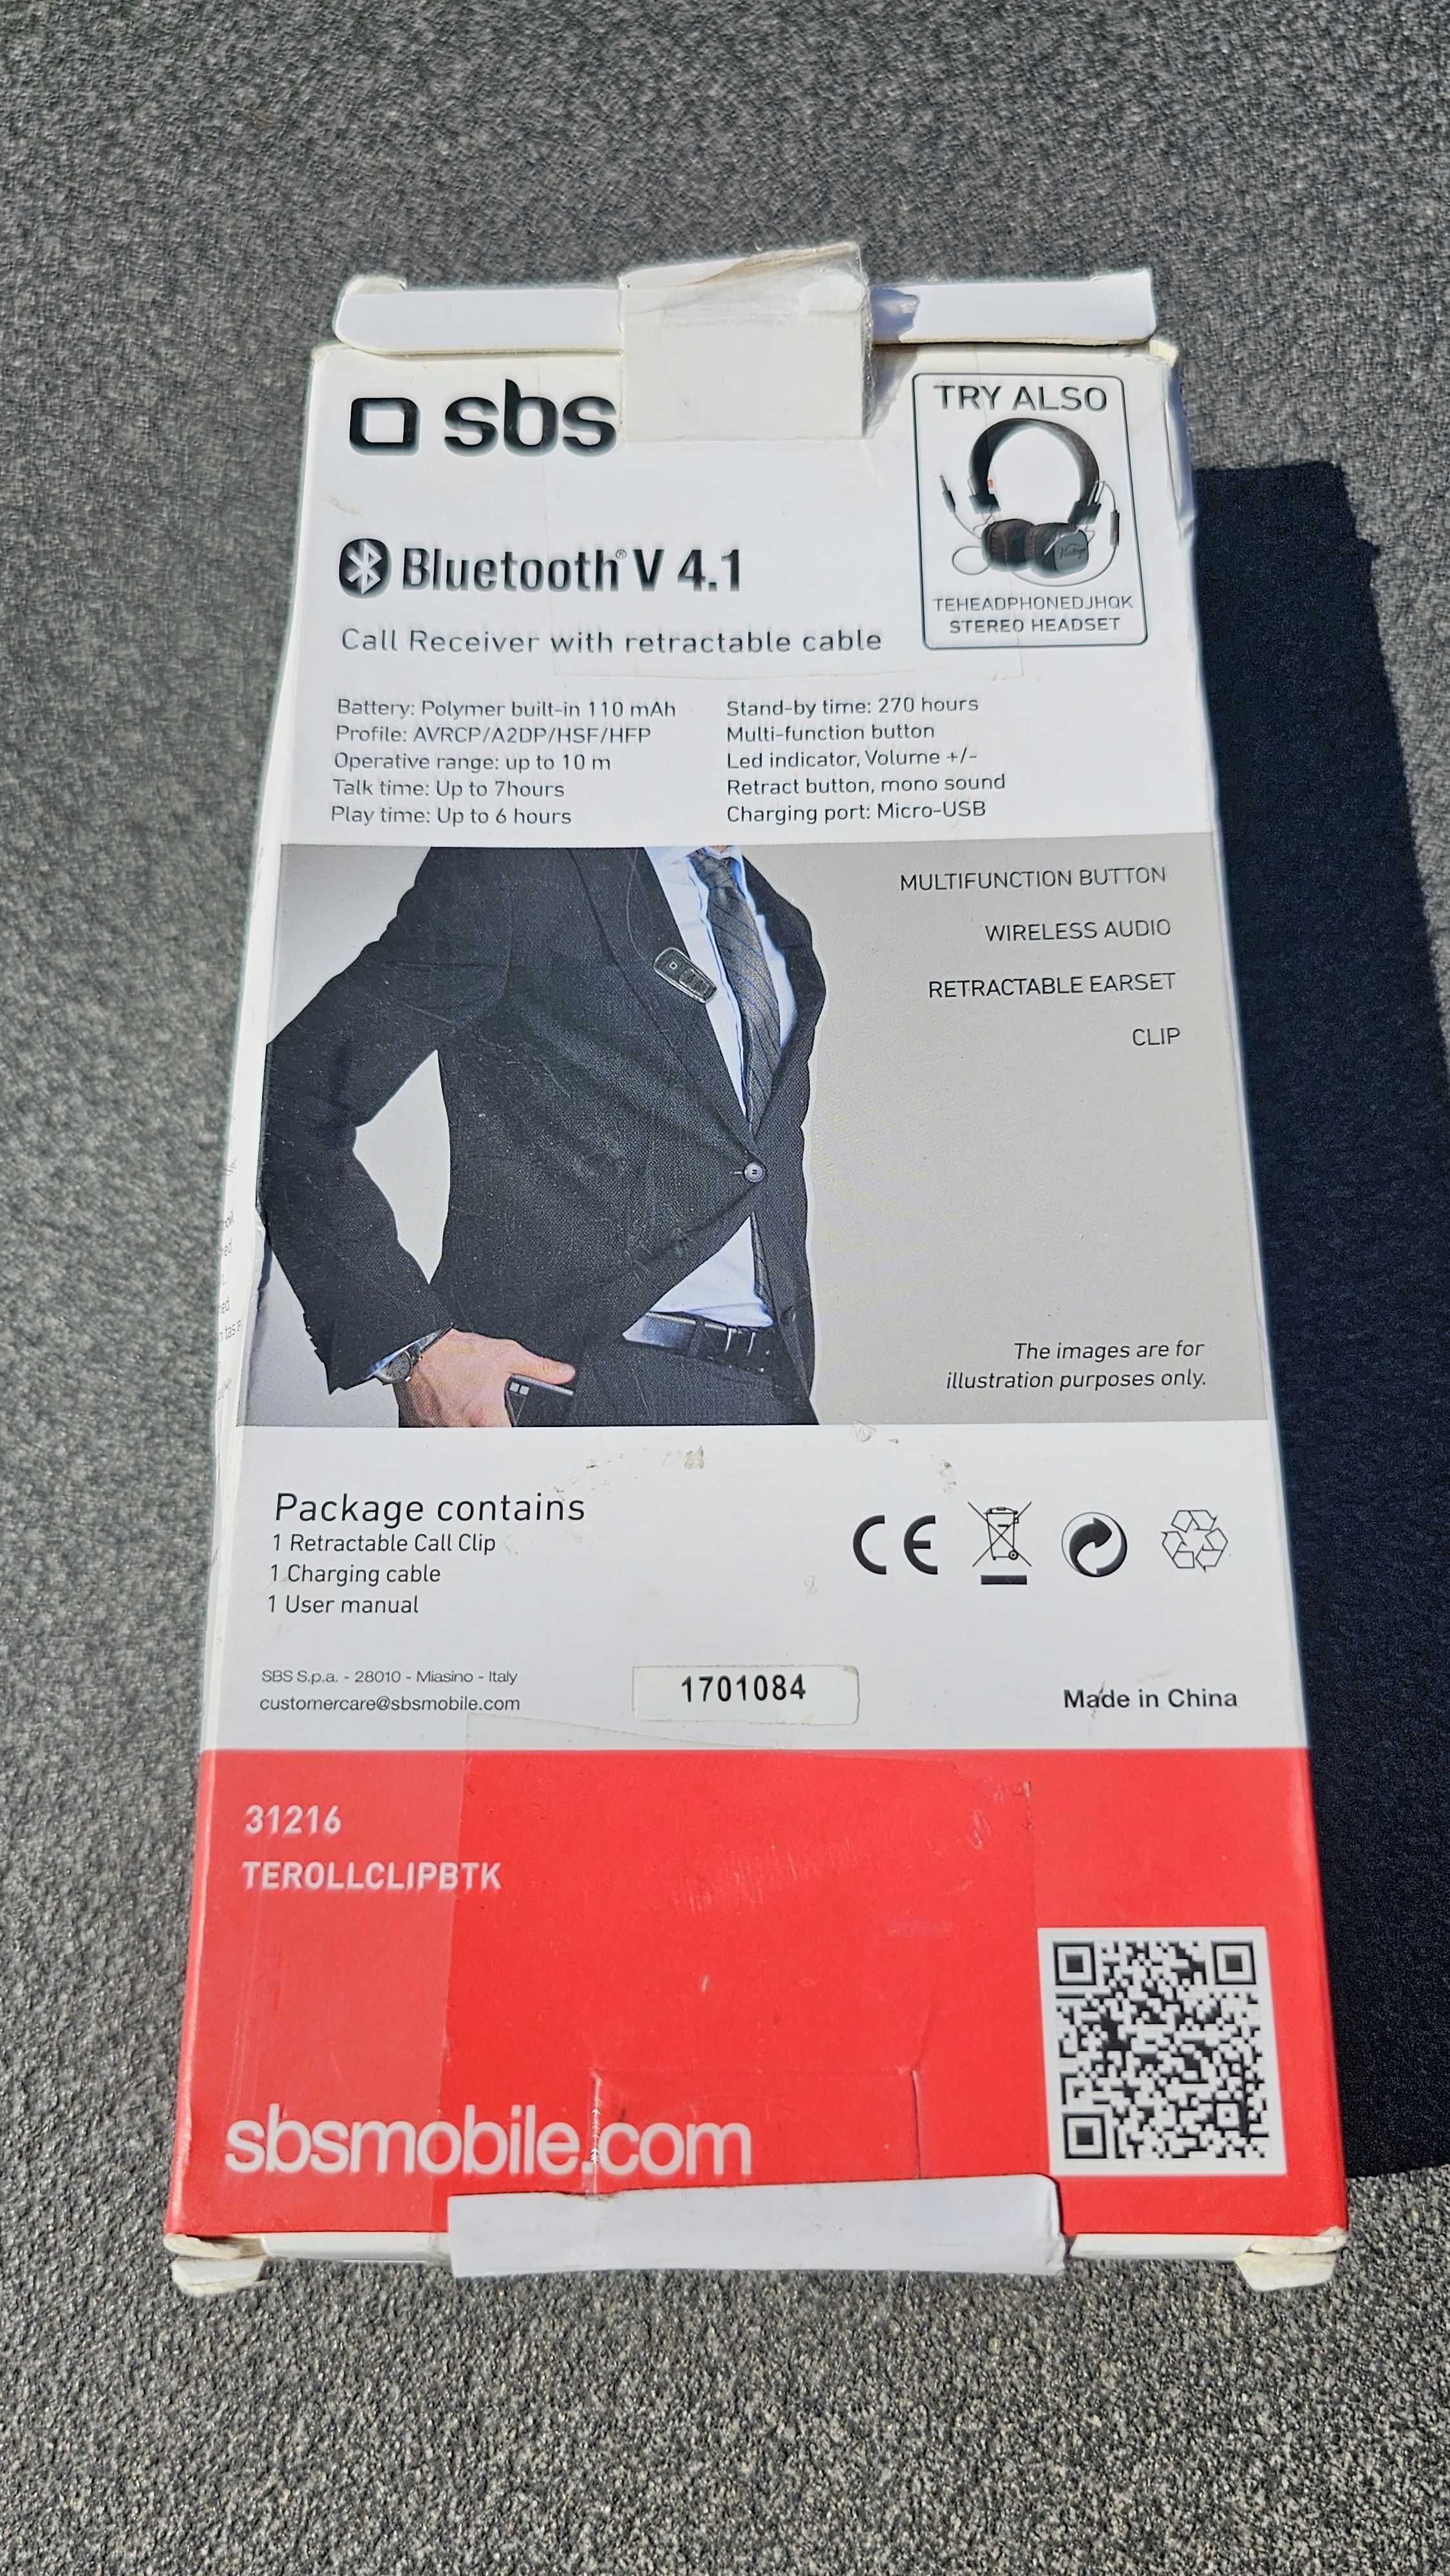 sbs
TRY ALSO
TEHEADPHONEDJHQK
STEREO HEADSET
Bluetooth® V 4.1
Call Receiver with retractable cable
Battery: Polymer built-in 110 mAh
Profile: AVRCP/A2DP/HSF/HFP
Operative range: up to 10 m
Talk time: Up to 7hours
Play time: Up to 6 hours
Stand-by time: 270 hours
Multi-function button
Led indicator, Volume +/-
Retract button, mono sound
Charging port: Micro-USB
MULTIFUNCTION BUTTON
WIRELESS AUDIO
RETRACTABLE EARSET
CLIP
The images are for
illustration purposes only.
Package contains
1 Retractable Call Clip
1 Charging cable
1 User manual
CE
SBS S.p.a. - 28010 - Miasino - Italy
customercare@sbsmobile.com
1701084
Made in China
31216
TEROLLCLIPBTK
sbsmobile.com